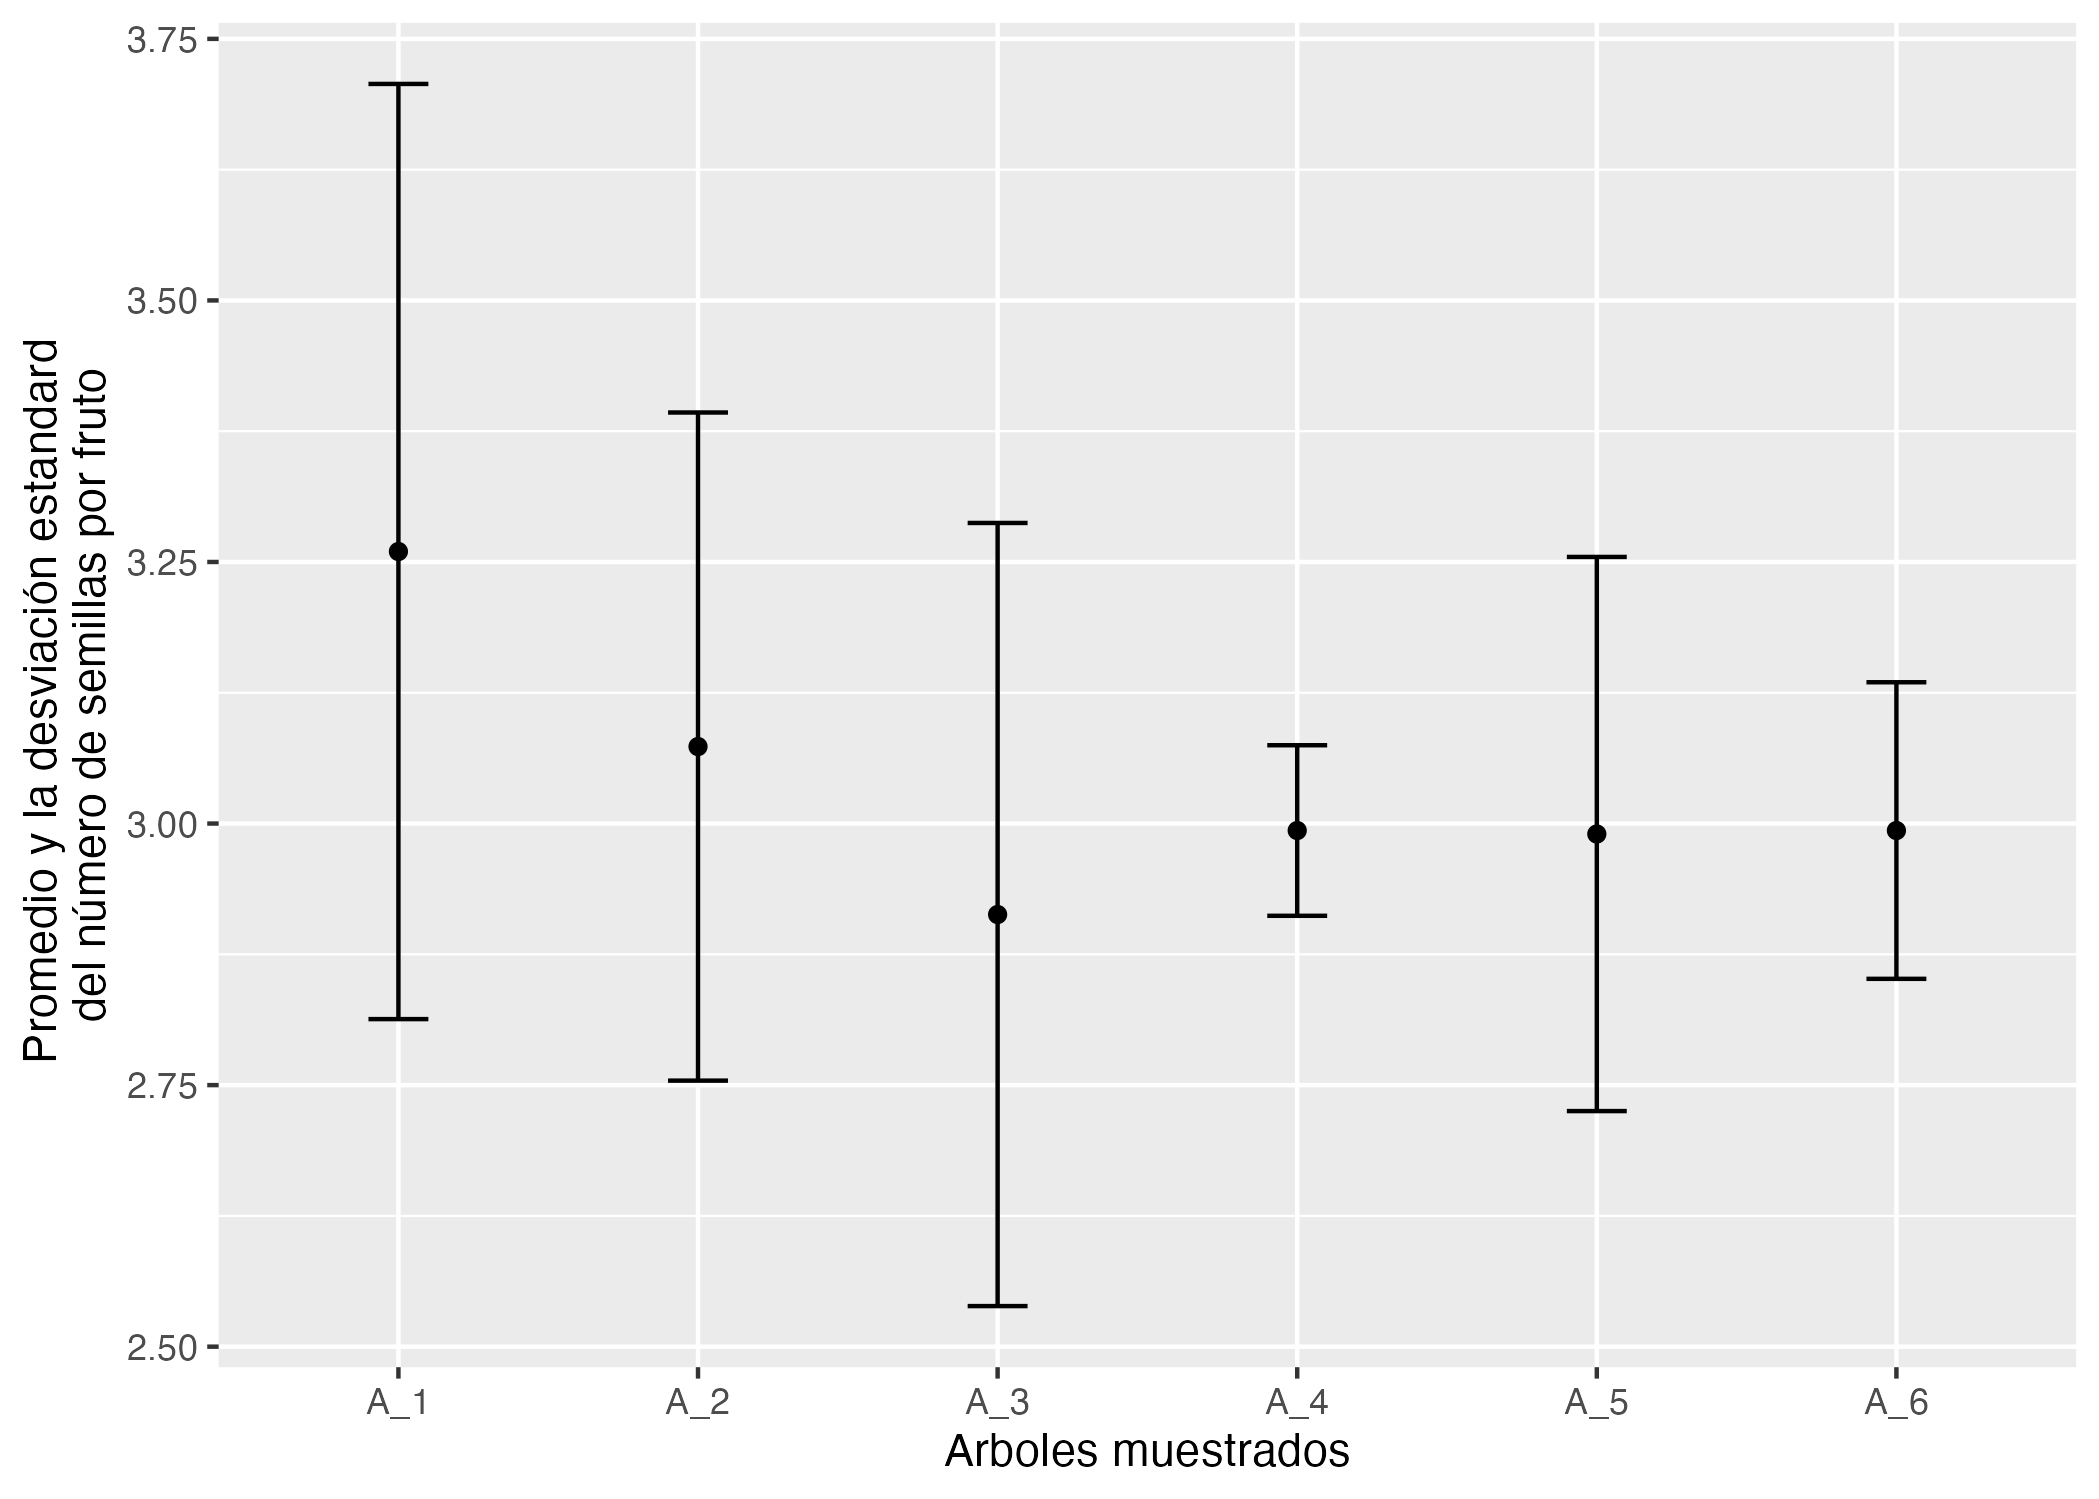 Promedio y la desviación estandard
del número de semillas por fruto
3.75
3.50
3.25
3.00
2.75
2.50
A_1 A_2 A_3 A_4 A_5 A_6
Arboles muestrados